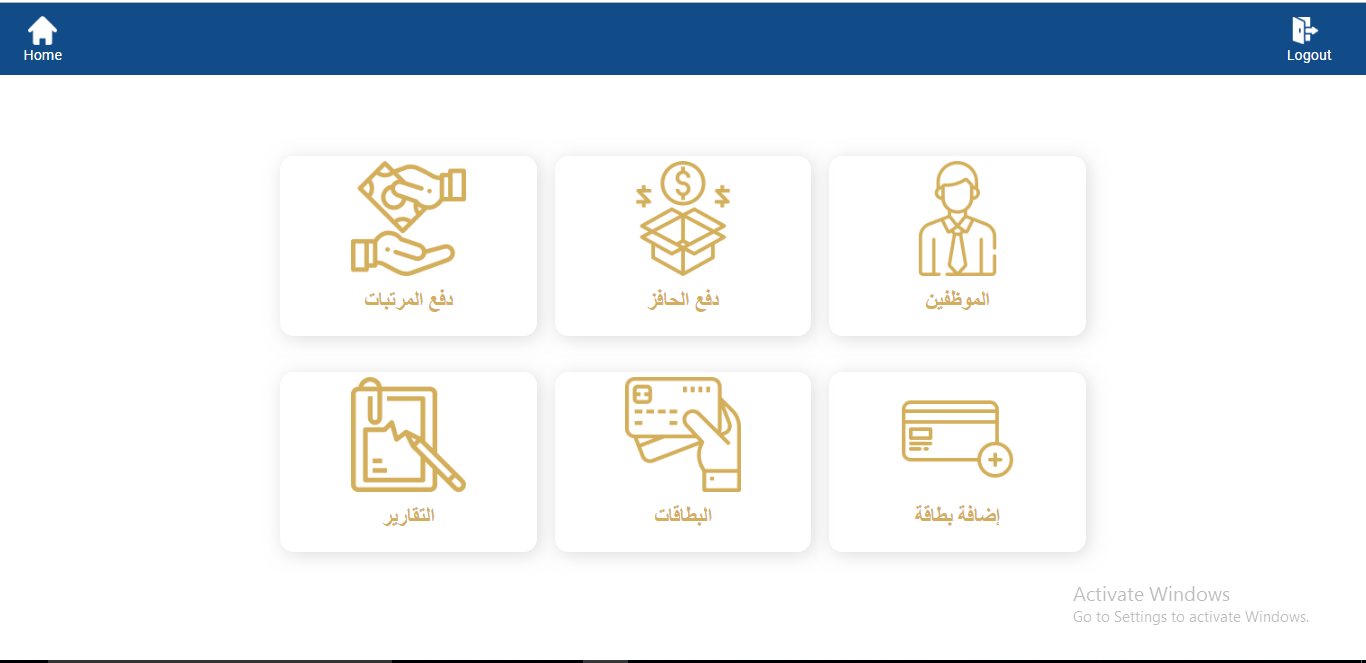 Home
Logout
الموظفين
دفع الحافز
دفع المرتبات
إضافة بطاقة
البطاقات
التقارير
Activate Windows
Go to Settings to activate Windows.